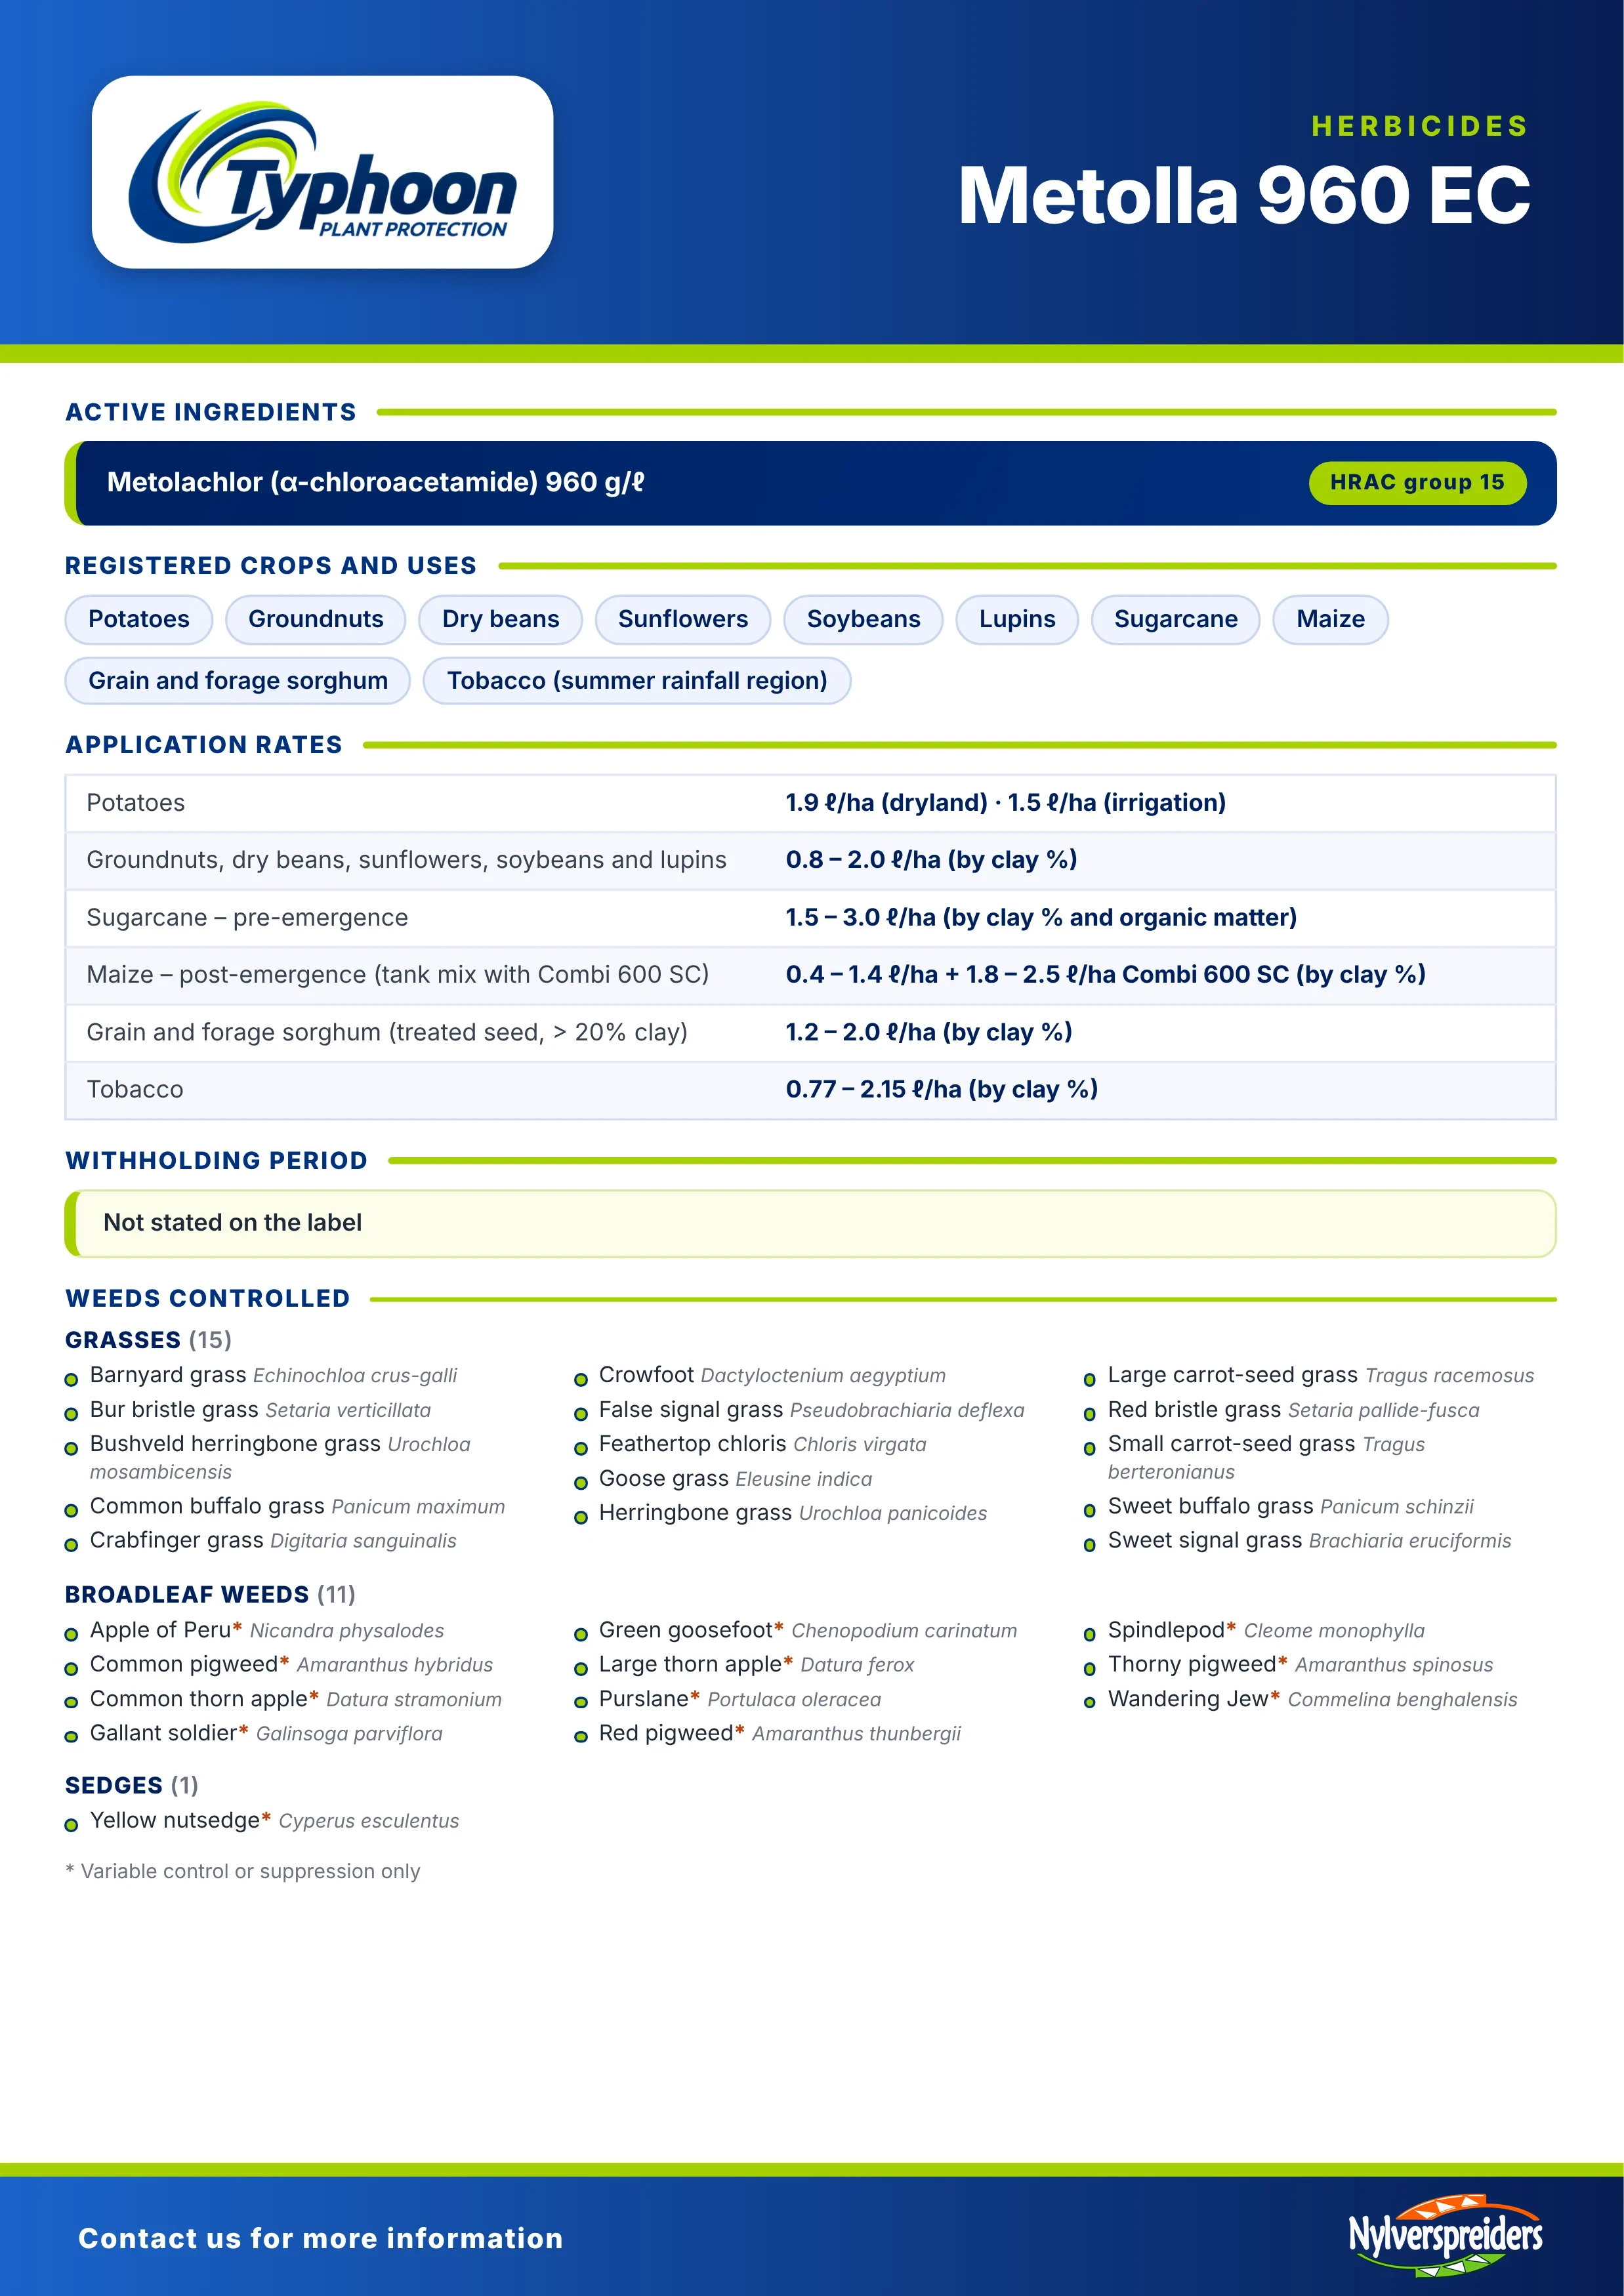 Typhoon
PLANT PROTECTION
HERBICIDES
Metolla 960 EC
ACTIVE INGREDIENTS
Metolachlor (α-chloroacetamide) 960 g/ℓ
HRAC group 15
REGISTERED CROPS AND USES
Potatoes
Groundnuts
Dry beans
Sunflowers
Soybeans
Lupins
Sugarcane
Maize
Grain and forage sorghum
Tobacco (summer rainfall region)
APPLICATION RATES
Potatoes 1.9 ℓ/ha (dryland) · 1.5 ℓ/ha (irrigation)
Groundnuts, dry beans, sunflowers, soybeans and lupins 0.8 – 2.0 ℓ/ha (by clay %)
Sugarcane – pre-emergence 1.5 – 3.0 ℓ/ha (by clay % and organic matter)
Maize – post-emergence (tank mix with Combi 600 SC) 0.4 – 1.4 ℓ/ha + 1.8 – 2.5 ℓ/ha Combi 600 SC (by clay %)
Grain and forage sorghum (treated seed, > 20% clay) 1.2 – 2.0 ℓ/ha (by clay %)
Tobacco 0.77 – 2.15 ℓ/ha (by clay %)
WITHHOLDING PERIOD
Not stated on the label
WEEDS CONTROLLED
GRASSES (15)
Barnyard grass Echinochloa crus-galli
Bur bristle grass Setaria verticillata
Bushveld herringbone grass Urochloa
mosambicensis
Common buffalo grass Panicum maximum
Crabfinger grass Digitaria sanguinalis
Crowfoot Dactyloctenium aegyptium
False signal grass Pseudobrachiaria deflexa
Feathertop chloris Chloris virgata
Goose grass Eleusine indica
Herringbone grass Urochloa panicoides
Large carrot-seed grass Tragus racemosus
Red bristle grass Setaria pallide-fusca
Small carrot-seed grass Tragus
berteronianus
Sweet buffalo grass Panicum schinzii
Sweet signal grass Brachiaria eruciformis
BROADLEAF WEEDS (11)
Apple of Peru* Nicandra physalodes
Common pigweed* Amaranthus hybridus
Common thorn apple* Datura stramonium
Gallant soldier* Galinsoga parviflora
Green goosefoot* Chenopodium carinatum
Large thorn apple* Datura ferox
Purslane* Portulaca oleracea
Red pigweed* Amaranthus thunbergii
Spindlepod* Cleome monophylla
Thorny pigweed* Amaranthus spinosus
Wandering Jew* Commelina benghalensis
SEDGES (1)
Yellow nutsedge* Cyperus esculentus
* Variable control or suppression only
Contact us for more information
Nylverspreiders